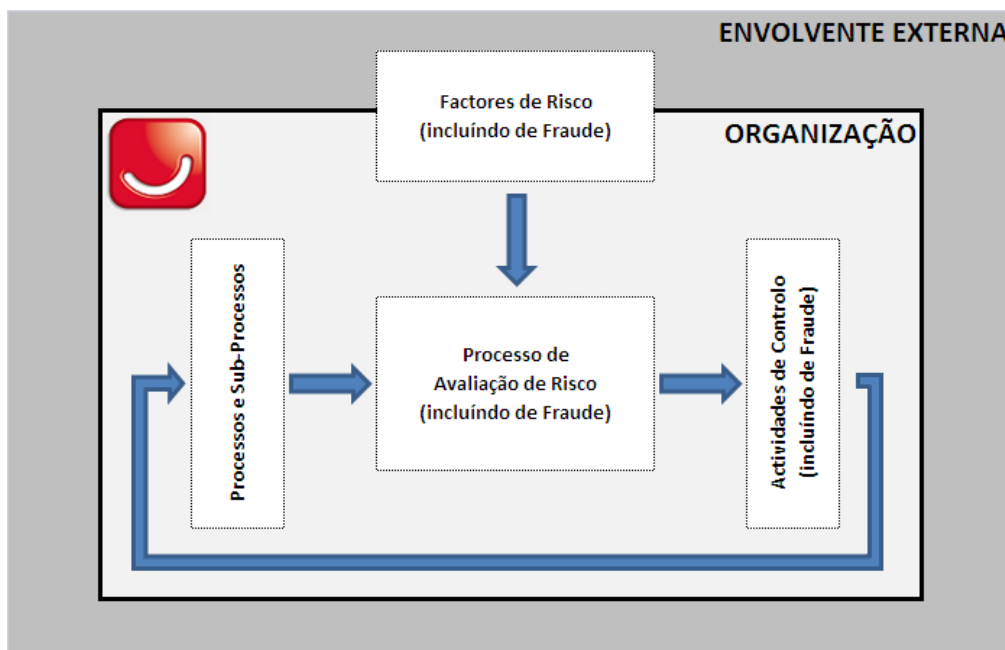 ENVOLVENTE EXTERNA
Factores de Risco
(incluíndo de Fraude)
ORGANIZAÇÃO
Processos e Sub-Processos
Processo de
Avaliação de Risco
(incluíndo de Fraude)
Actividades de Controlo
(incluíndo de Fraude)